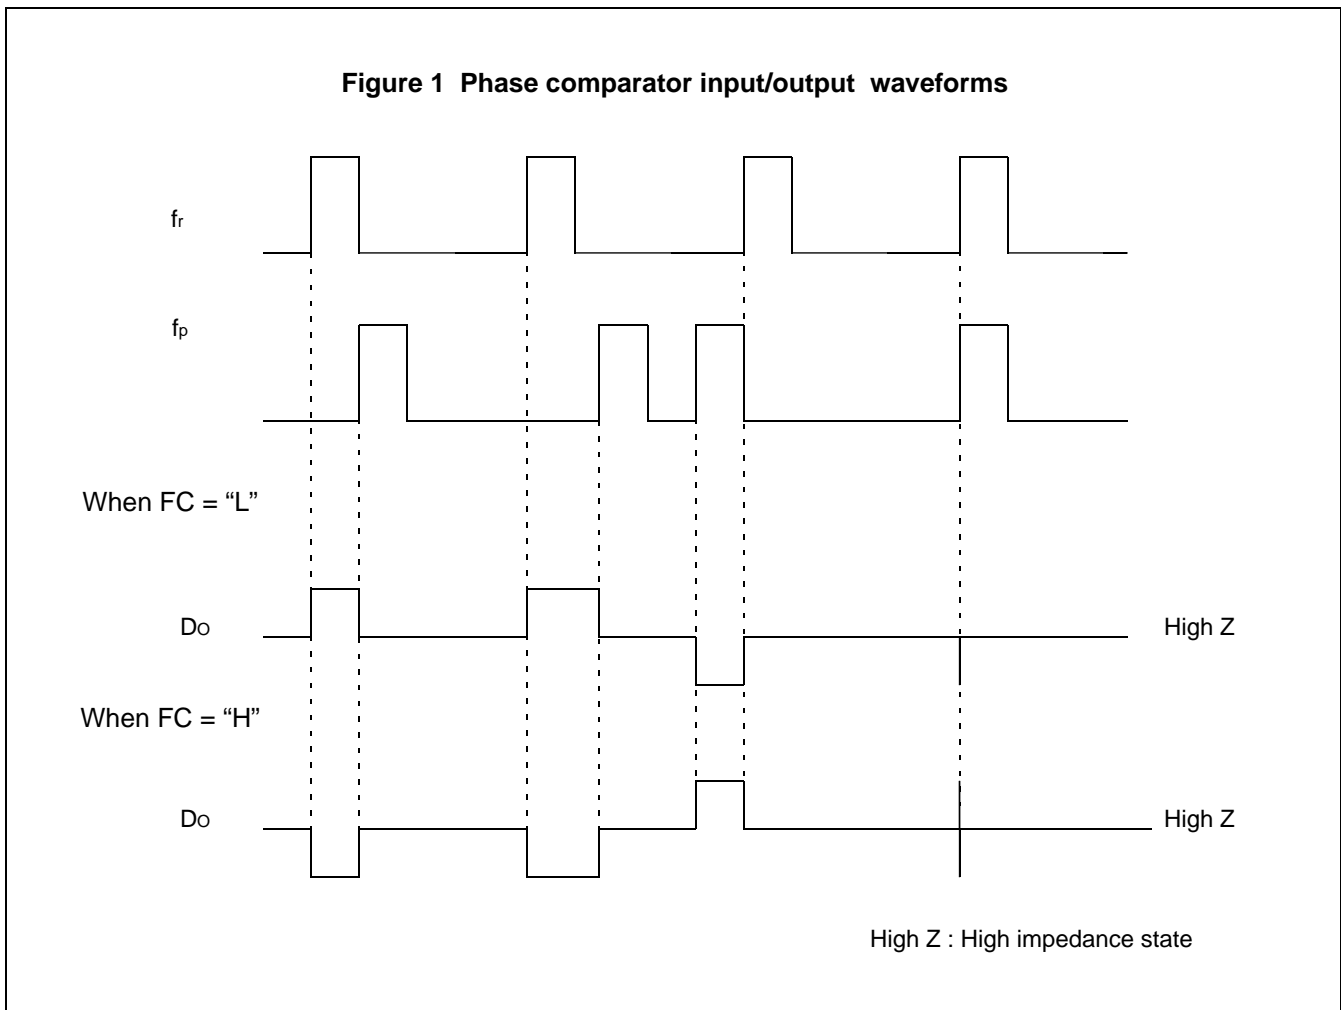 Figure 1 Phase comparator input/output waveforms
fr
fp
When FC = “L”
Do High Z
When FC = “H”
Do High Z
High Z : High impedance state